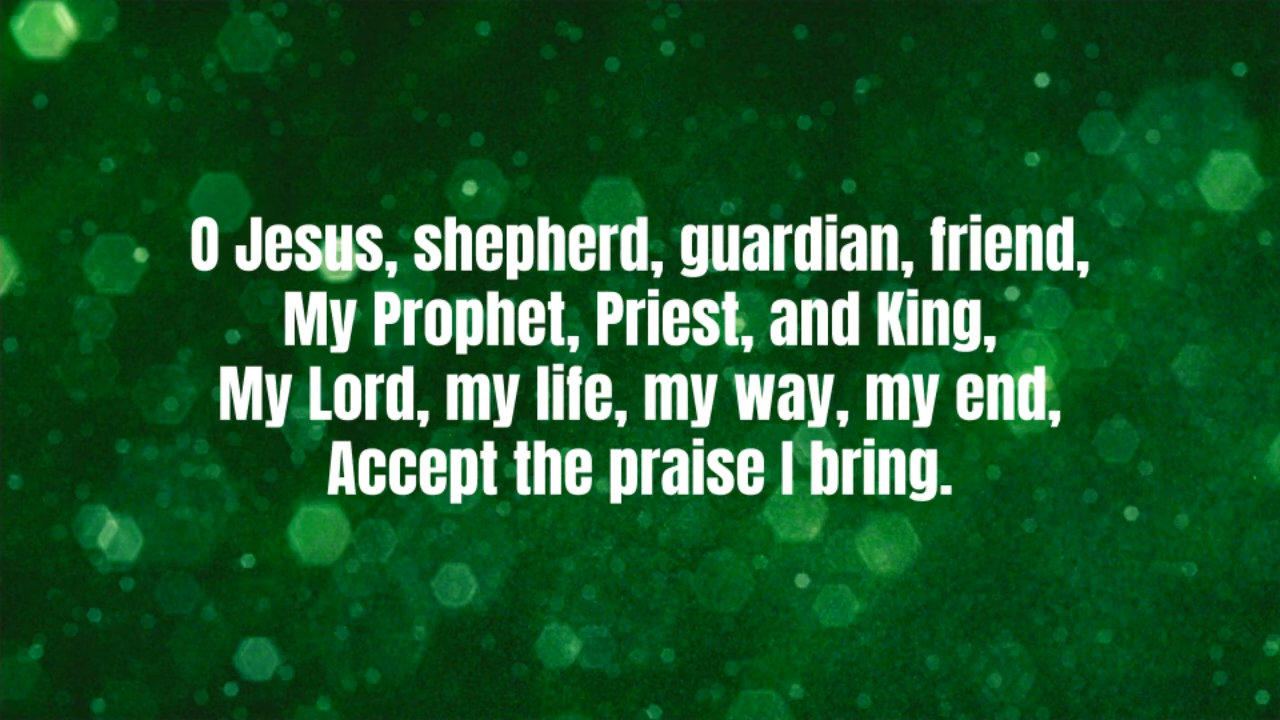 O Jesus, shepherd, guardian, friend,
My Prophet, Priest, and King,
My Lord, my life, my way, my end,
Accept the praise I bring.